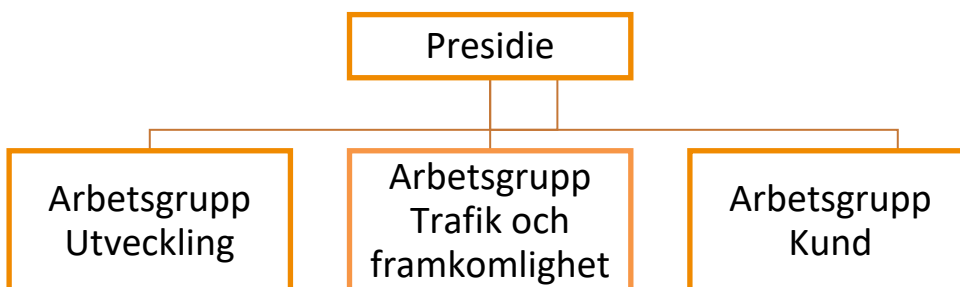 Presidie
Arbetsgrupp
Utveckling
Arbetsgrupp
Trafik och
framkomlighet
Arbetsgrupp
Kund